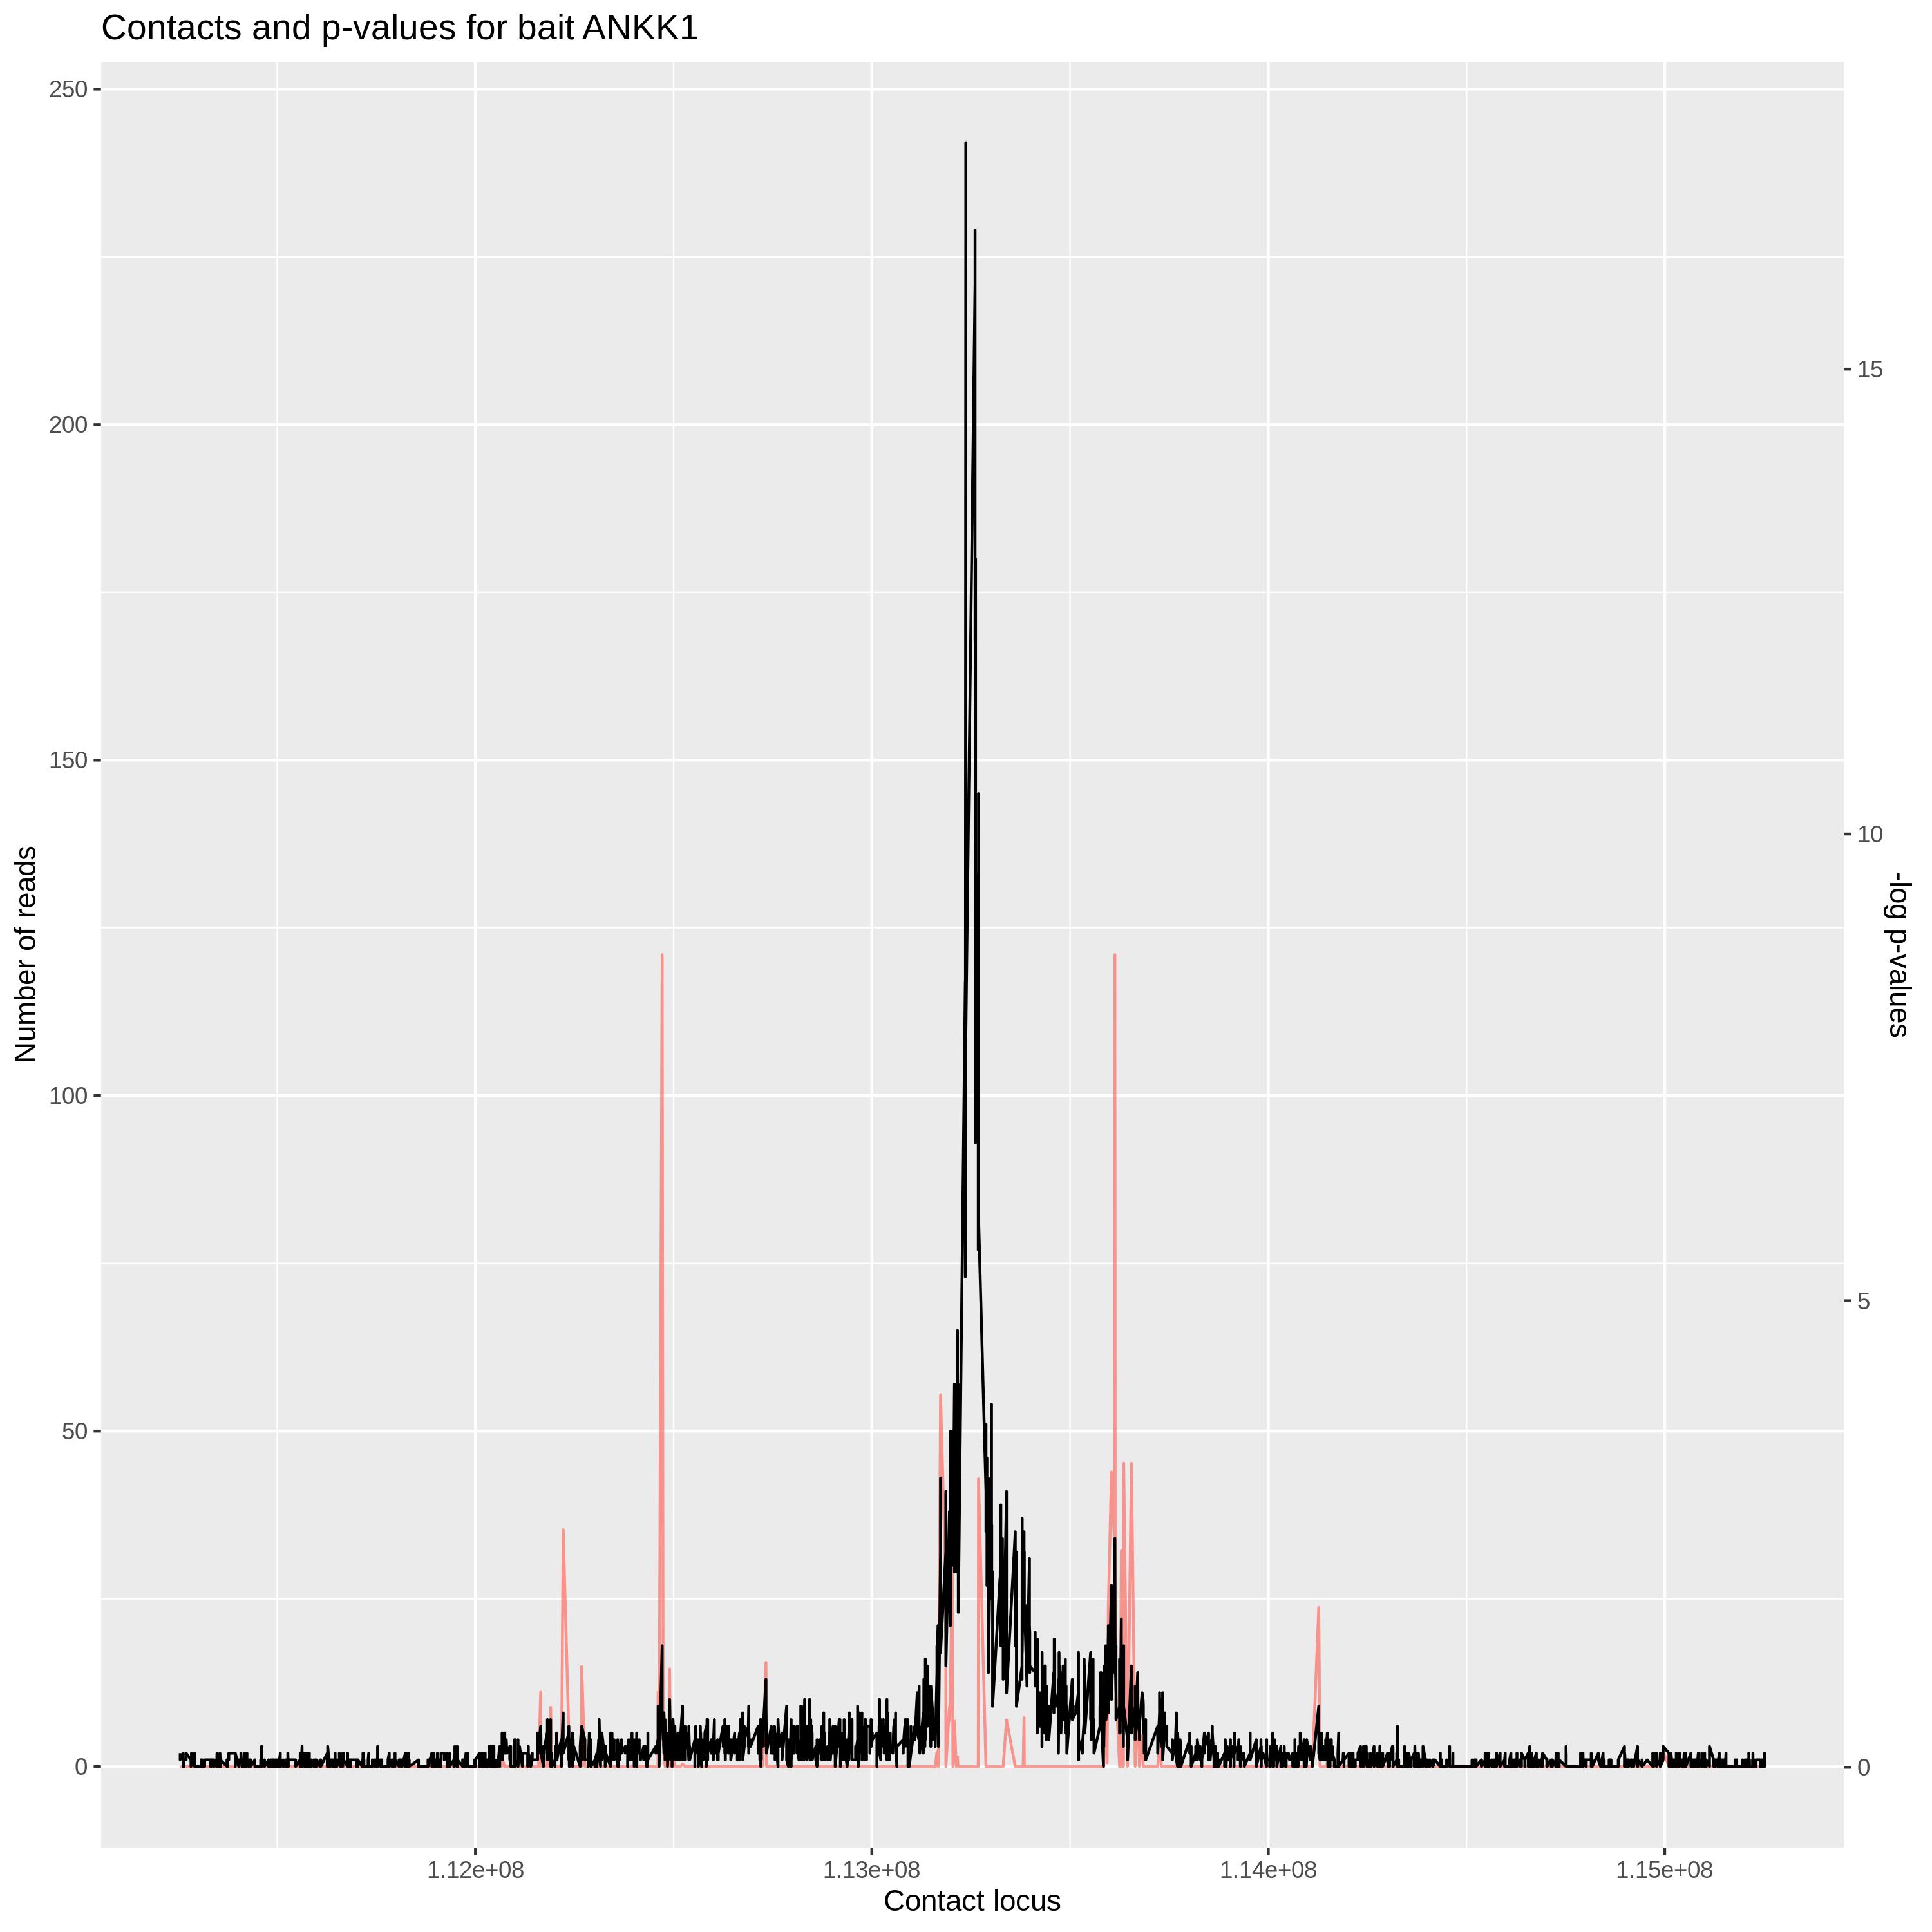 Contacts and p-values for bait ANKK1
250
200
150
100
50
0
Number of reads
15
10
5
0
-log p-values
1.12e+08
1.13e+08
1.14e+08
1.15e+08
Contact locus